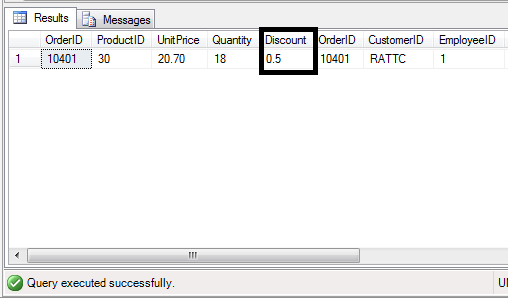 Results Messages
OrderID ProductID UnitPrice Quantity Discount OrderID CustomerID EmployeeID
1 10401 30 20.70 18 0.5 10401 RATTC 1
Query executed successfully.